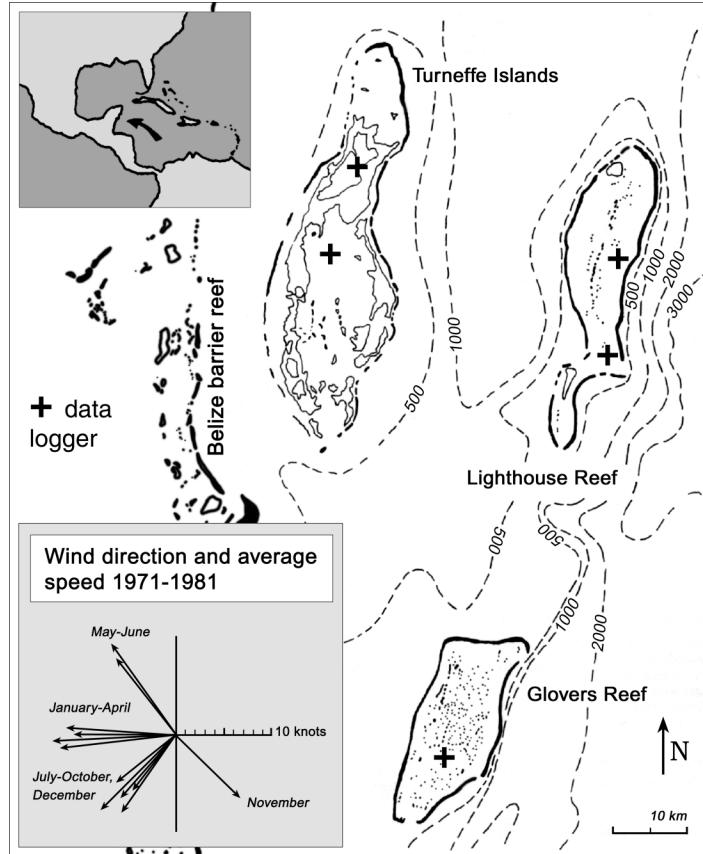 Turneffe Islands
500
1000
2000
3000
1000
500
Belize barrier reef
data
logger
Lighthouse Reef
500
500
1000
2000
Wind direction and average
speed 1971-1981
May-June
January-April
10 knots
July-October,
December
November
Glovers Reef
N
10 km